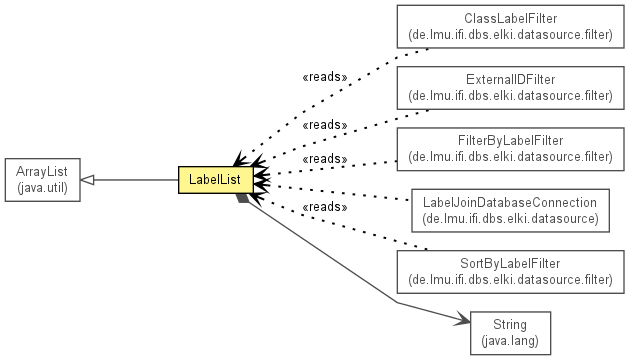 ClassLabelFilter
(de.lmu.ifi.dbs.elki.datasource.filter)
«reads»
ExternalIDFilter
(de.lmu.ifi.dbs.elki.datasource.filter)
«reads»
FilterByLabelFilter
(de.lmu.ifi.dbs.elki.datasource.filter)
«reads»
ArrayList
(java.util)
LabelList
LabelJoinDatabaseConnection
(de.lmu.ifi.dbs.elki.datasource)
«reads»
SortByLabelFilter
(de.lmu.ifi.dbs.elki.datasource.filter)
String
(java.lang)